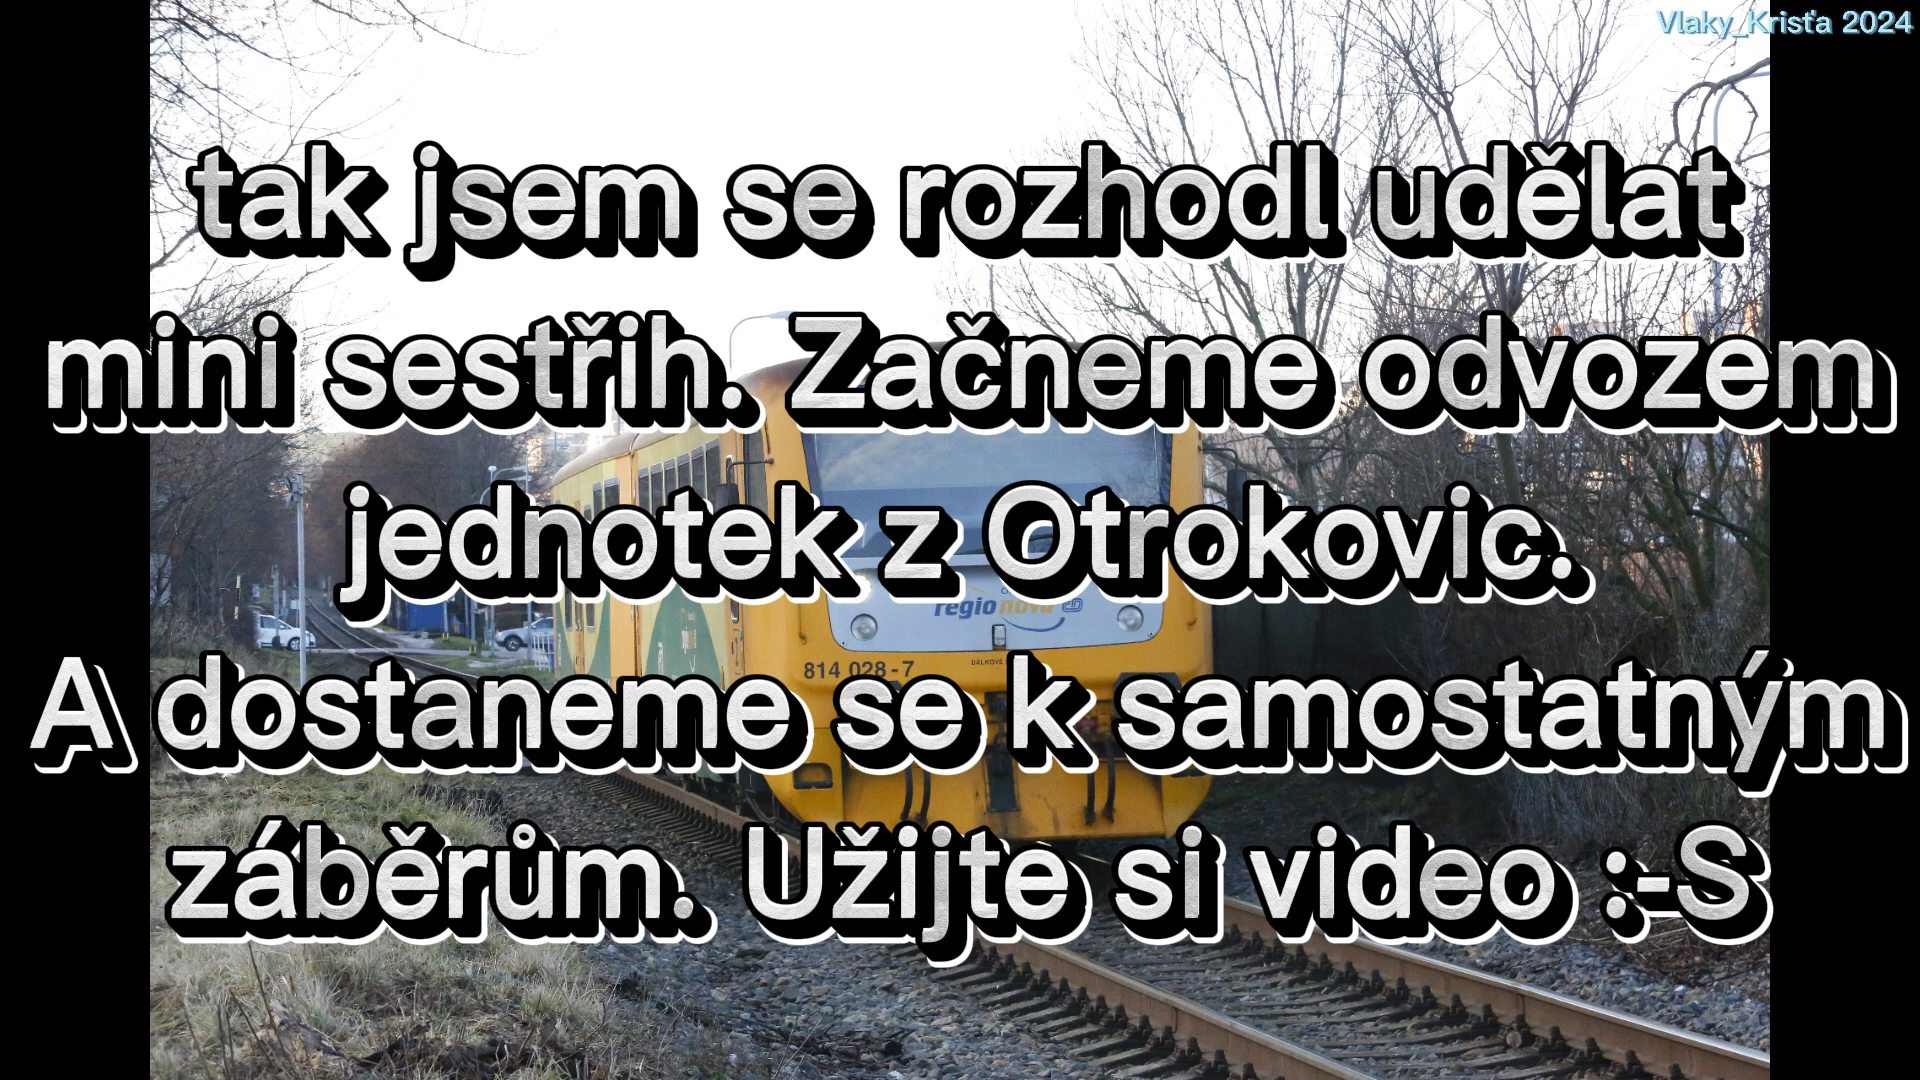 Vlaky_Krisťa 2024
tak jsem se rozhodl udělat
mini sestřih. Začneme odvozem
jednotek z Otrokovic.
regionova
814 028-7
DÁLKOVĚ
A dostaneme se k samostatným
záběrům. Užijte si video :-S